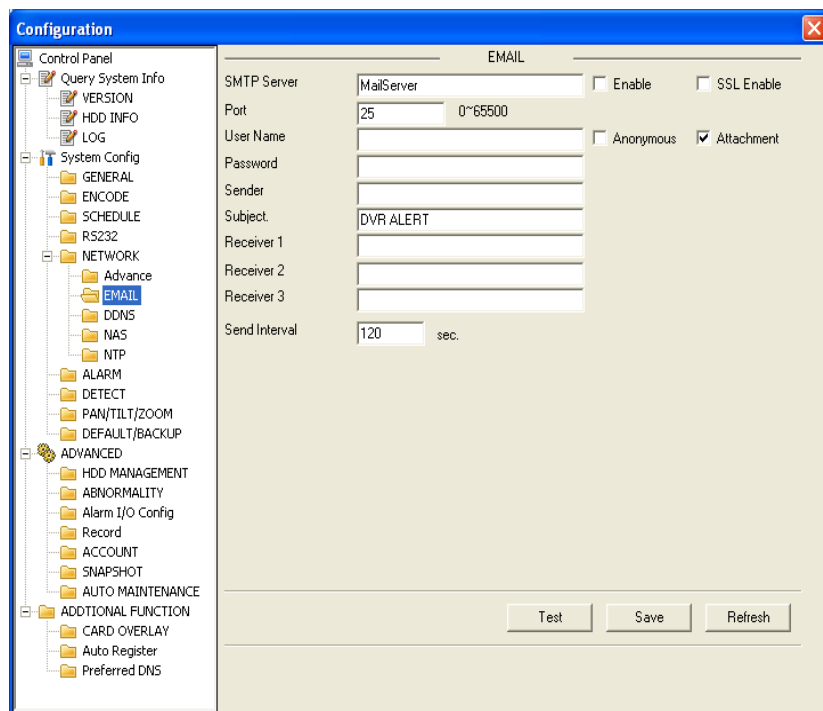 Configuration
Control Panel
Query System Info
VERSION
HDD INFO
LOG
System Config
GENERAL
ENCODE
SCHEDULE
RS232
NETWORK
Advance
EMAIL
DDNS
NAS
NTP
ALARM
DETECT
PAN/TILT/ZOOM
DEFAULT/BACKUP
ADVANCED
HDD MANAGEMENT
ABNORMALITY
Alarm I/O Config
Record
ACCOUNT
SNAPSHOT
AUTO MAINTENANCE
ADDTIONAL FUNCTION
CARD OVERLAY
Auto Register
Preferred DNS
EMAIL
SMTP Server MailServer Enable SSL Enable
Port 25 0~65500
User Name Anonymous Attachment
Password
Sender
Subject. DVR ALERT
Receiver 1
Receiver 2
Receiver 3
Send Interval 120 sec.
Test Save Refresh